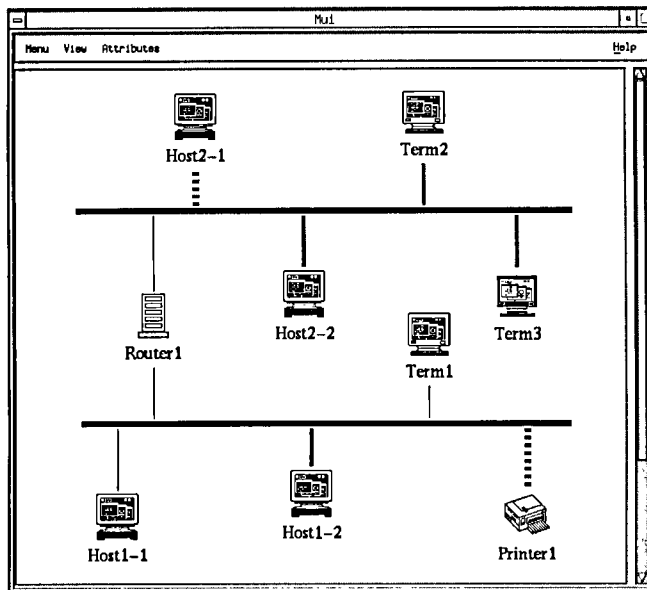 Mui
Menu View Attributes Help
Host2-1
Term2
Host2-2
Term3
Router1
Term1
Host1-1
Host1-2
Printer1